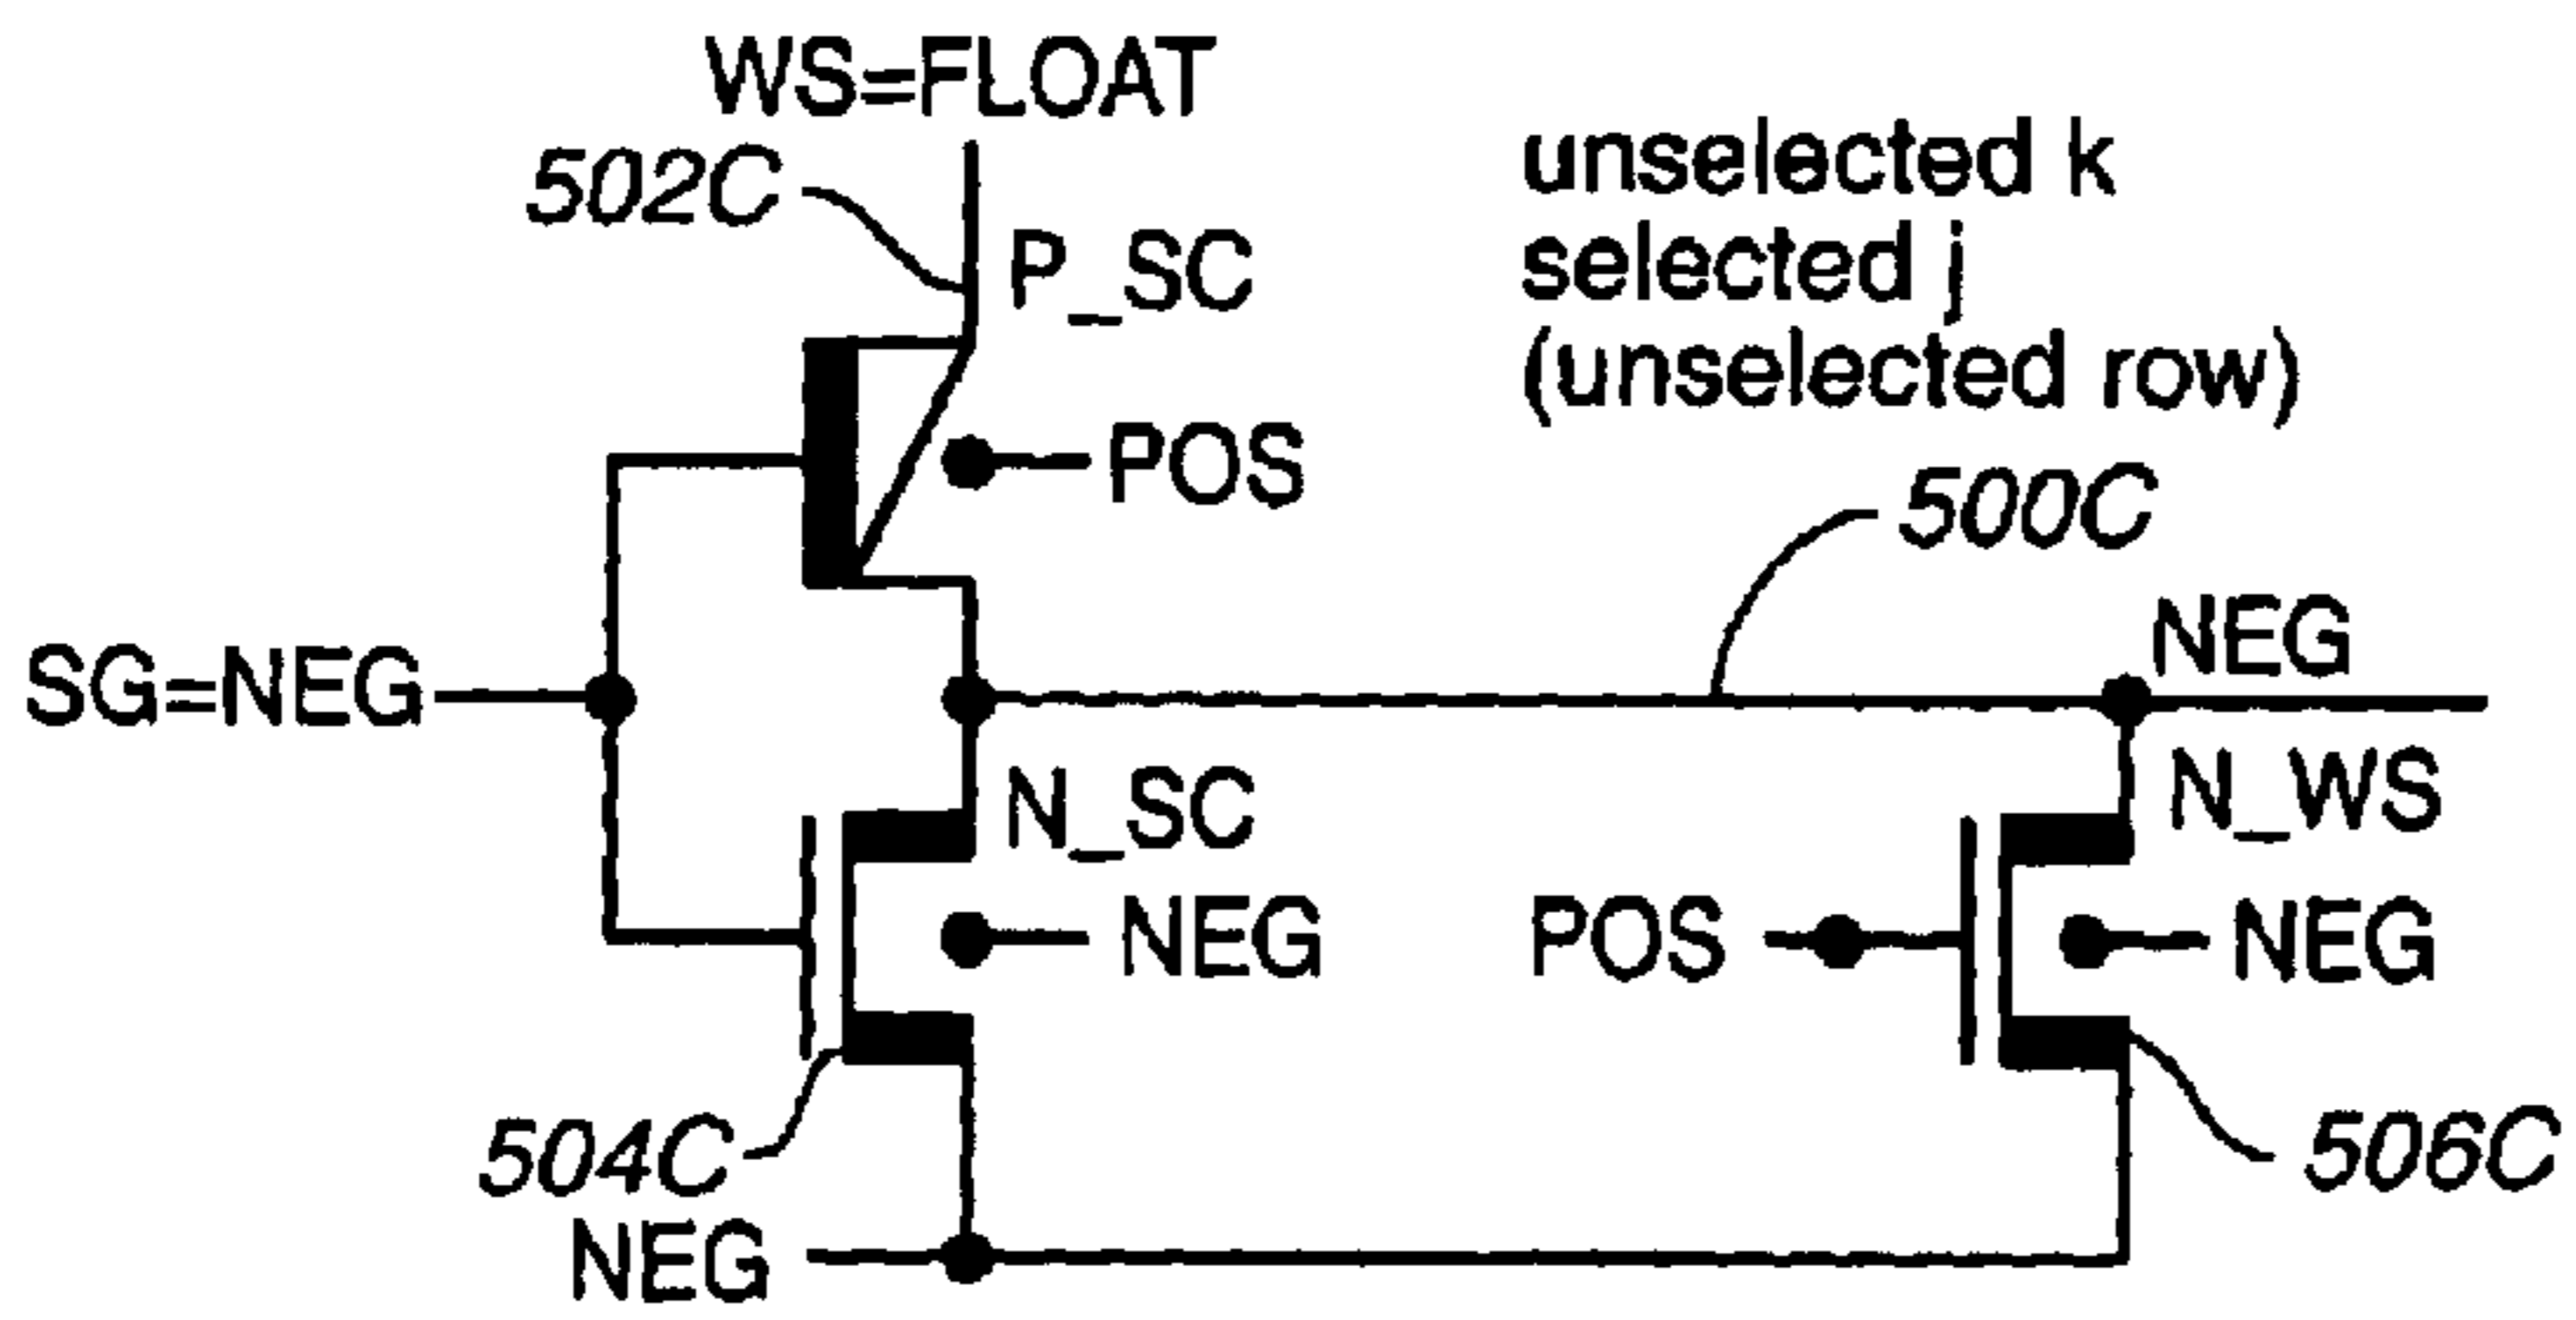 WS=FLOAT
502C
P_SC
unselected k
selected j
(unselected row)
POS
500C
SG=NEG
NEG
N_SC
N_WS
NEG
POS
NEG
504C
506C
NEG